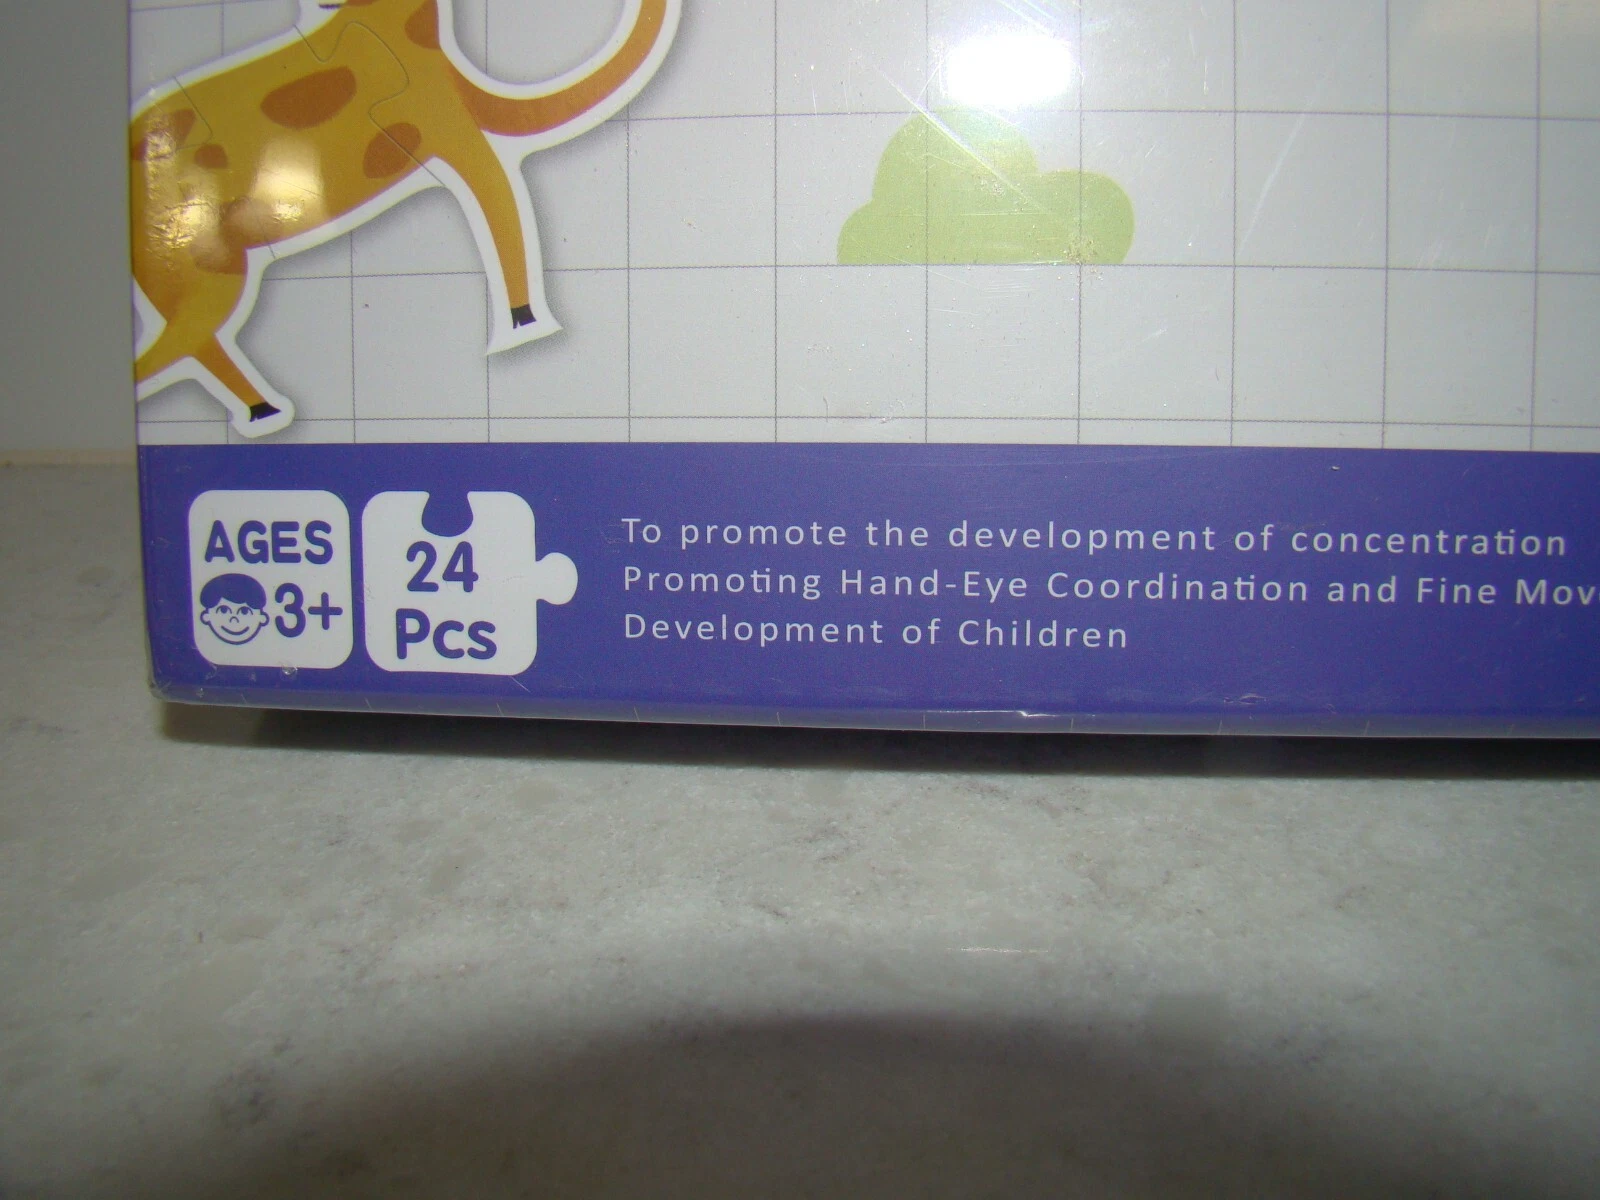 AGES
3+
24
Pcs
To promote the development of concentration
Promoting Hand-Eye Coordination and Fine
Development of Children